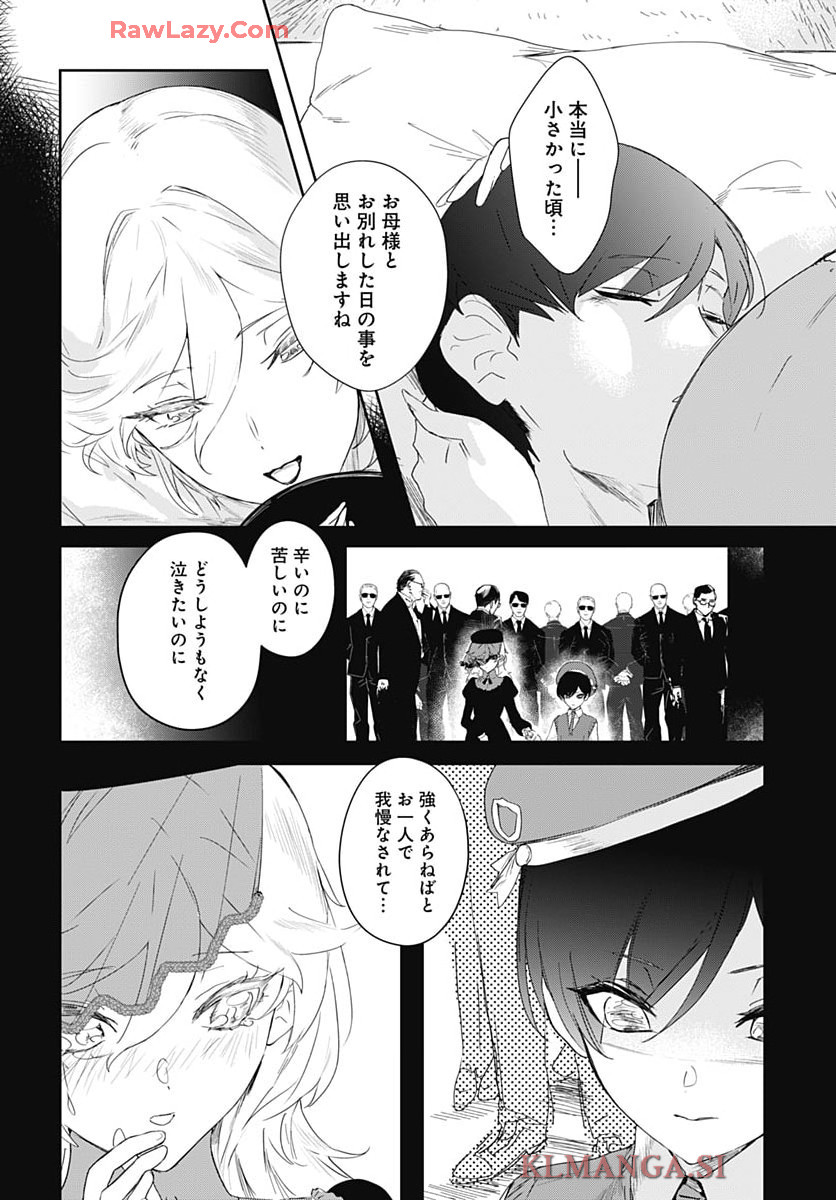 RawLazy.Com
本当に――
小さかった頃…
お母様と
お別れした日の事を
思い出しますね
辛いのに
苦しいのに
どうしようもなく
泣きたいのに
強くあらねばと
お一人で
我慢なされて…
KLMANGA.SI